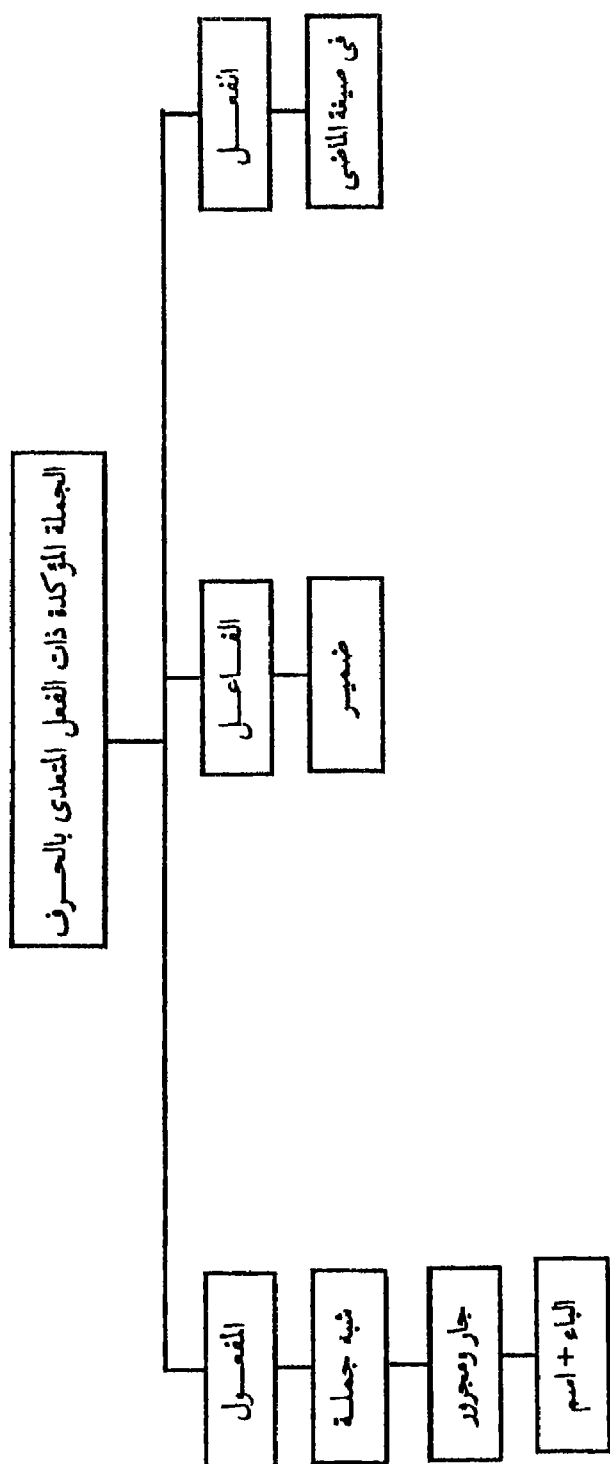 الجملة المؤكدة ذات الفعل المتعدى بالحرف
الفعل
الفاعل
المفعول
فى صيغة الماضى
ضمير
شبه جملة
جار ومجرور
الباء + اسم